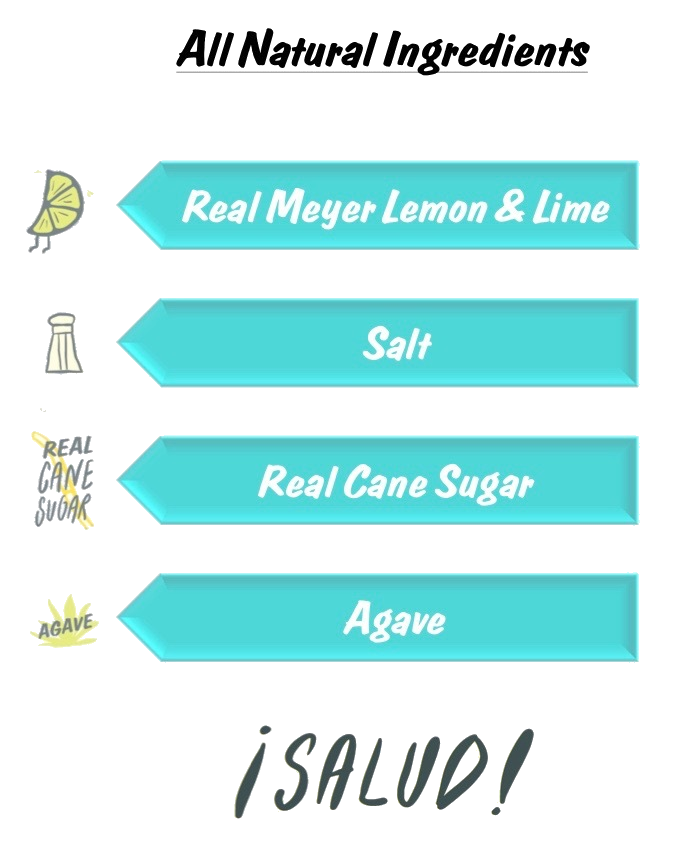 All Natural Ingredients
Real Meyer Lemon & Lime
Salt
REAL
CANE
SUGAR
Real Cane Sugar
AGAVE
Agave
¡SALUD!